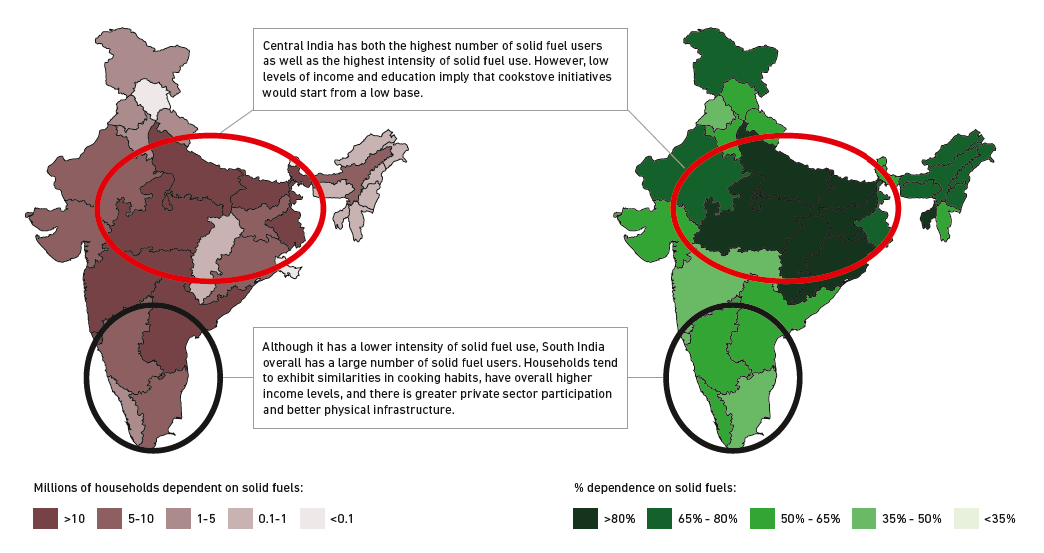 Central India has both the highest number of solid fuel users
as well as the highest intensity of solid fuel use. However, low
levels of income and education imply that cookstove initiatives
would start from a low base.
Although it has a lower intensity of solid fuel use, South India
overall has a large number of solid fuel users. Households tend
to exhibit similarities in cooking habits, have overall higher
income levels, and there is greater private sector participation
and better physical infrastructure.
Millions of households dependent on solid fuels:
>10 5-10 1-5 0.1-1 <0.1
% dependence on solid fuels:
>80% 65% - 80% 50% - 65% 35% - 50% <35%